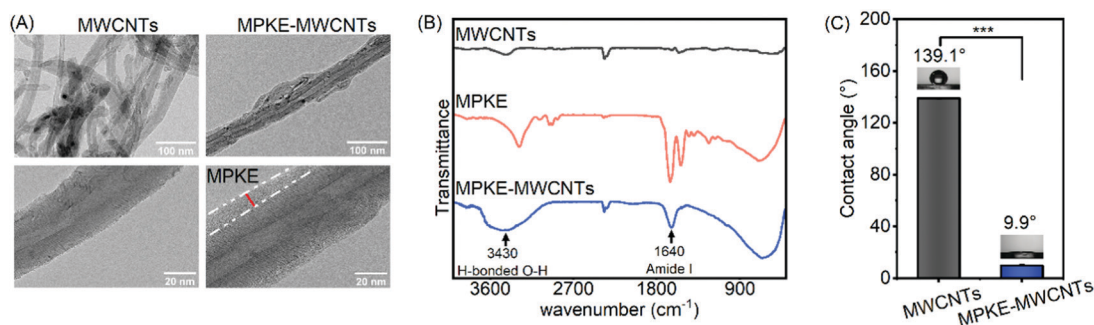 (A)
MWCNTs
MPKE-MWCNTs
100 nm
100 nm
MPKE
20 nm
20 nm
(B)
MWCNTs
MPKE
MPKE-MWCNTs
Transmittance
3430
H-bonded O-H
1640
Amide I
3600 2700 1800 900
wavenumber (cm⁻¹)
(C)
200
160
120
80
40
0
Contact angle (°)
139.1°
***
9.9°
MWCNTs
MPKE-MWCNTs